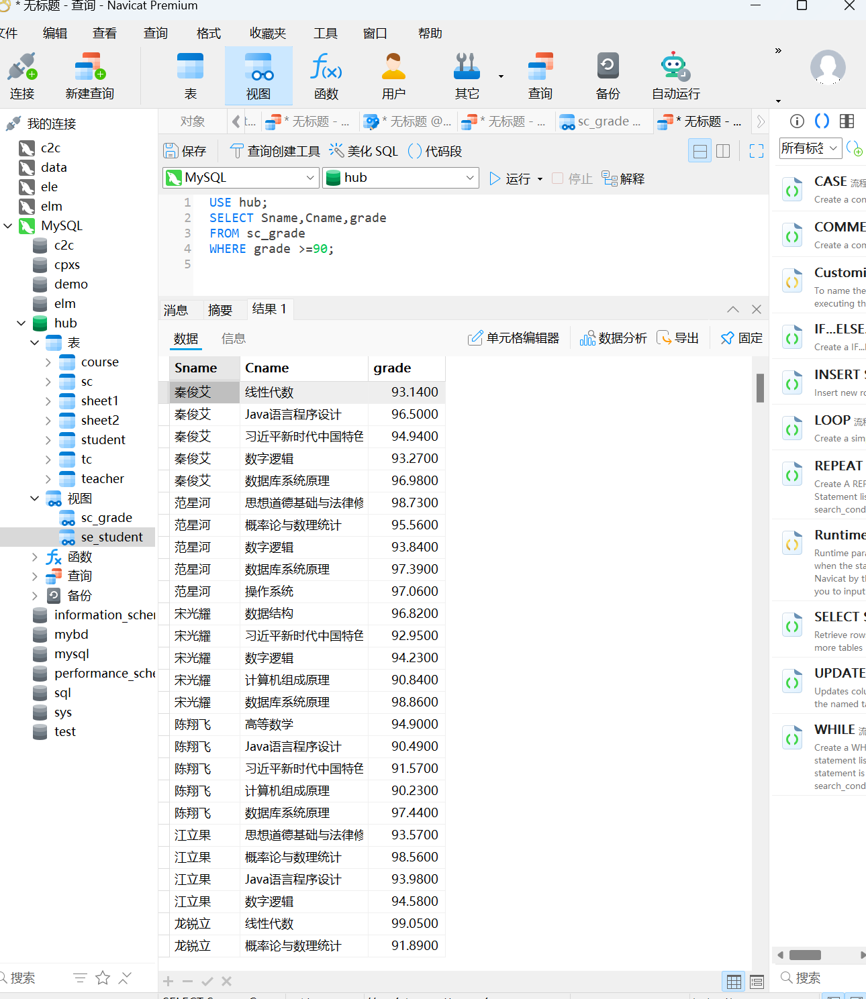 * 无标题 - 查询 - Navicat Premium
文件 编辑 查看 查询 格式 收藏夹 工具 窗口 帮助
连接 新建查询 表 视图 函数 用户 其它 查询 备份 自动运行
»
我的连接
c2c
data
ele
elm
MySQL
c2c
cpxs
demo
elm
hub
表
course
sc
sheet1
sheet2
student
tc
teacher
视图
sc_grade
se_student
函数
查询
备份
information_scher
mybd
mysql
performance_sche
sql
sys
test
搜索
对象 t... * 无标题 - ... * 无标题 @... * 无标题 - ... sc_grade ... * 无标题 - ...
保存 查询创建工具 美化 SQL () 代码段
MySQL hub 运行 停止 解释
1 USE hub;
2 SELECT Sname,Cname,grade
3 FROM sc_grade
4 WHERE grade >=90;
5
消息 摘要 结果 1
数据 信息 单元格编辑器 数据分析 导出 固定
Sname Cname grade
秦俊艾 线性代数 93.1400
秦俊艾 Java语言程序设计 96.5000
秦俊艾 习近平新时代中国特色 94.9400
秦俊艾 数字逻辑 93.2700
秦俊艾 数据库系统原理 96.9800
范星河 思想道德基础与法律修 98.7300
范星河 概率论与数理统计 95.5600
范星河 数字逻辑 93.8400
范星河 数据库系统原理 97.3900
范星河 操作系统 97.0600
宋光耀 数据结构 96.8200
宋光耀 习近平新时代中国特色 92.9500
宋光耀 数字逻辑 94.2300
宋光耀 计算机组成原理 90.8400
宋光耀 数据库系统原理 98.8600
陈翔飞 高等数学 94.9000
陈翔飞 Java语言程序设计 90.4900
陈翔飞 习近平新时代中国特色 91.5700
陈翔飞 计算机组成原理 90.2300
陈翔飞 数据库系统原理 97.4400
江立果 思想道德基础与法律修 93.5700
江立果 概率论与数理统计 98.5600
江立果 Java语言程序设计 93.9800
江立果 数字逻辑 94.5800
龙锐立 线性代数 99.0500
龙锐立 概率论与数理统计 91.8900
所有标签
CASE 流程
Create a con
COMME
Create a con
Customi
To name the
executing th
IF...ELSE.
Create a IF...
INSERT S
Insert new ro
LOOP 流程
Create a sim
REPEAT
Create A REP
Statement lis
search_cond
Runtime
Runtime para
when the sta
Navicat by th
you to input
SELECT S
Retrieve row
more tables
UPDATE
Updates colu
the named ta
WHILE 流
Create a WH
statement lis
statement is
search_cond
搜索